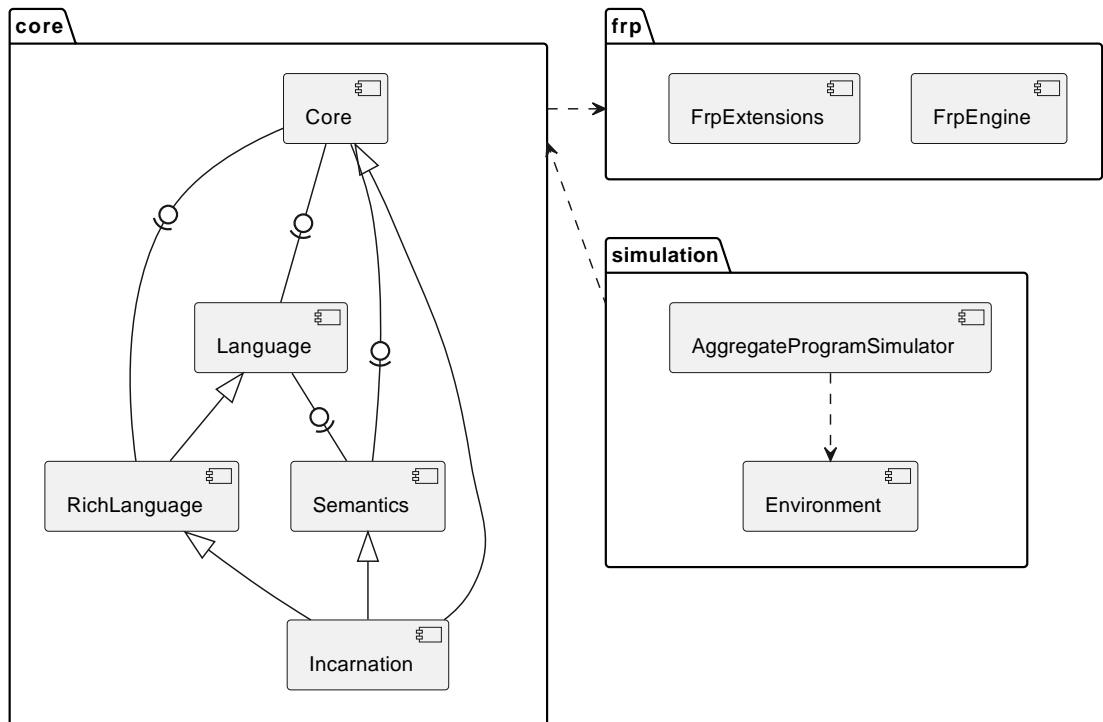 core
Core
Language
RichLanguage
Semantics
Incarnation
frp
FrpExtensions
FrpEngine
simulation
AggregateProgramSimulator
Environment